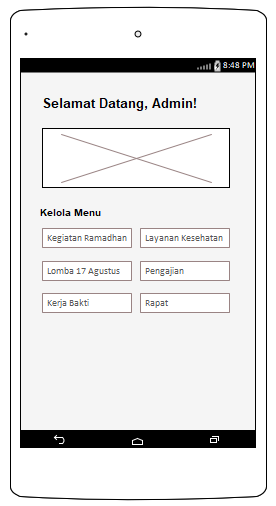 8:48 PM
Selamat Datang, Admin!
Kelola Menu
Kegiatan Ramadhan
Layanan Kesehatan
Lomba 17 Agustus
Pengajian
Kerja Bakti
Rapat